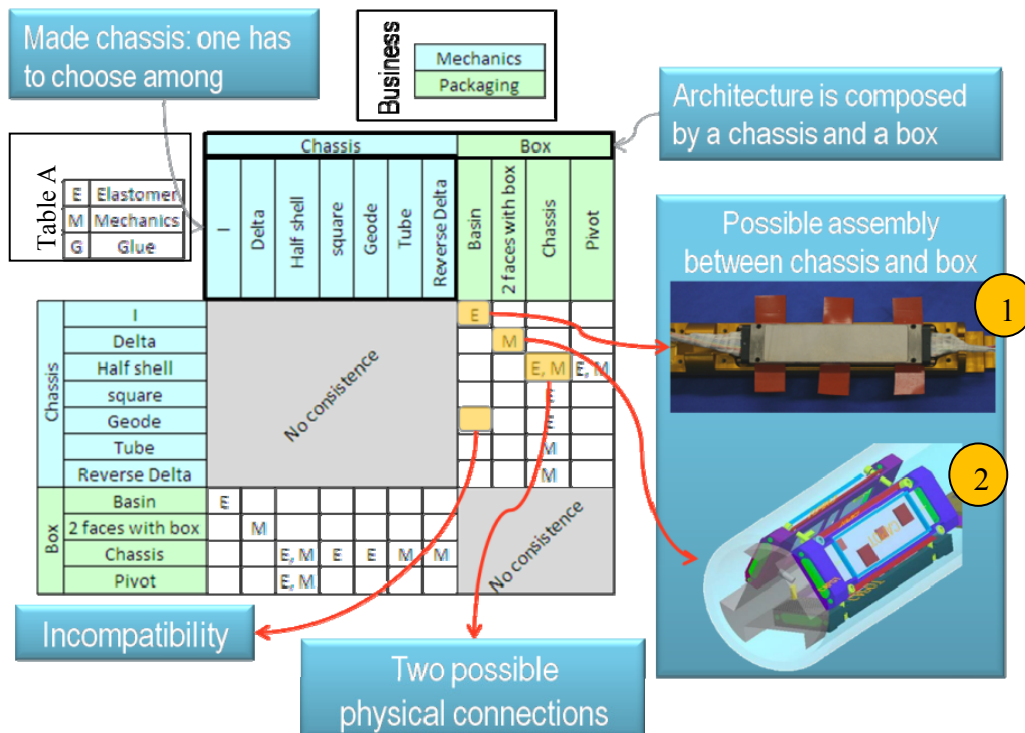 Made chassis: one has
to choose among
Business
Mechanics
Packaging
Architecture is composed
by a chassis and a box
Table A
E Elastomer
M Mechanics
G Glue
Chassis Box
I Delta Half shell square Geode Tube Reverse Delta Basin 2 faces with box Chassis Pivot
Chassis
I E
Delta M
Half shell E, M E, M
square
Geode E
Tube M
Reverse Delta M
No consistence
Box
Basin E
2 faces with box M
Chassis E, M E E M M
Pivot E, M
No consistence
Possible assembly
between chassis and box
1
2
Incompatibility
Two possible
physical connections